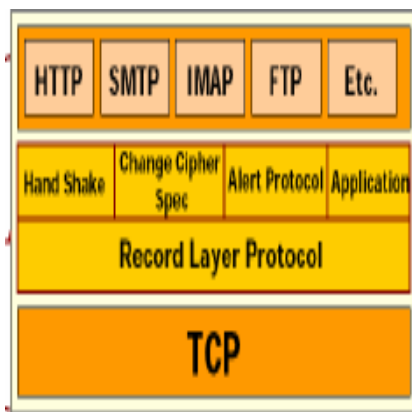 HTTP SMTP IMAP FTP Etc.
Hand Shake Change Cipher Spec Alert Protocol Application
Record Layer Protocol
TCP